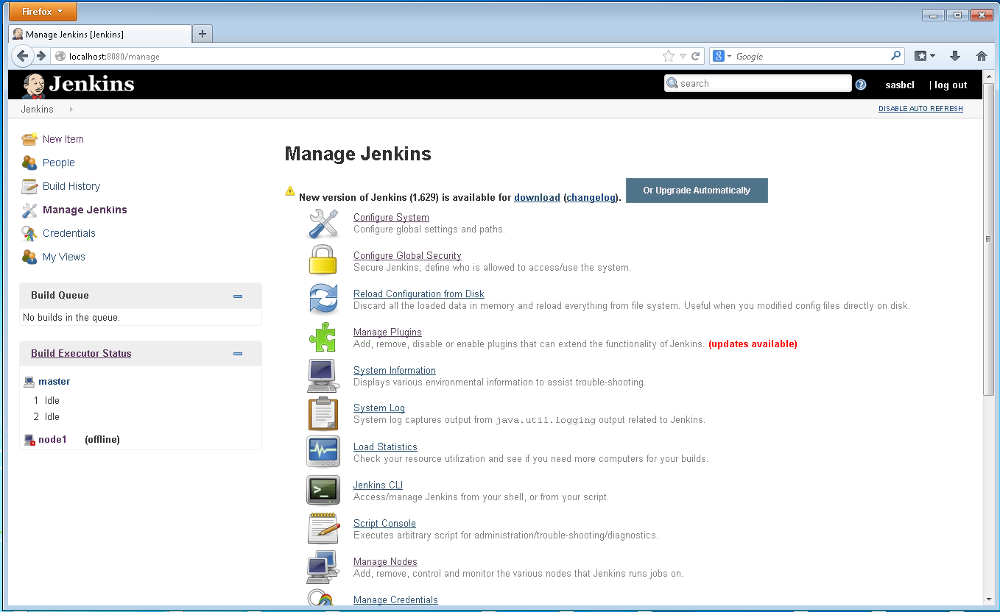 Firefox
Manage Jenkins [Jenkins]
localhost:8080/manage
Google
Jenkins
search
sasbcl
| log out
Jenkins
DISABLE AUTO REFRESH
New Item
People
Build History
Manage Jenkins
Credentials
My Views
Build Queue
No builds in the queue.
Build Executor Status
master
1 Idle
2 Idle
node1 (offline)
Manage Jenkins
New version of Jenkins (1.629) is available for download (changelog).
Or Upgrade Automatically
Configure System
Configure global settings and paths.
Configure Global Security
Secure Jenkins; define who is allowed to access/use the system.
Reload Configuration from Disk
Discard all the loaded data in memory and reload everything from file system. Useful when you modified config files directly on disk.
Manage Plugins
Add, remove, disable or enable plugins that can extend the functionality of Jenkins. (updates available)
System Information
Displays various environmental information to assist trouble-shooting.
System Log
System log captures output from java.util.logging output related to Jenkins.
Load Statistics
Check your resource utilization and see if you need more computers for your builds.
Jenkins CLI
Access/manage Jenkins from your shell, or from your script.
Script Console
Executes arbitrary script for administration/trouble-shooting/diagnostics.
Manage Nodes
Add, remove, control and monitor the various nodes that Jenkins runs jobs on.
Manage Credentials